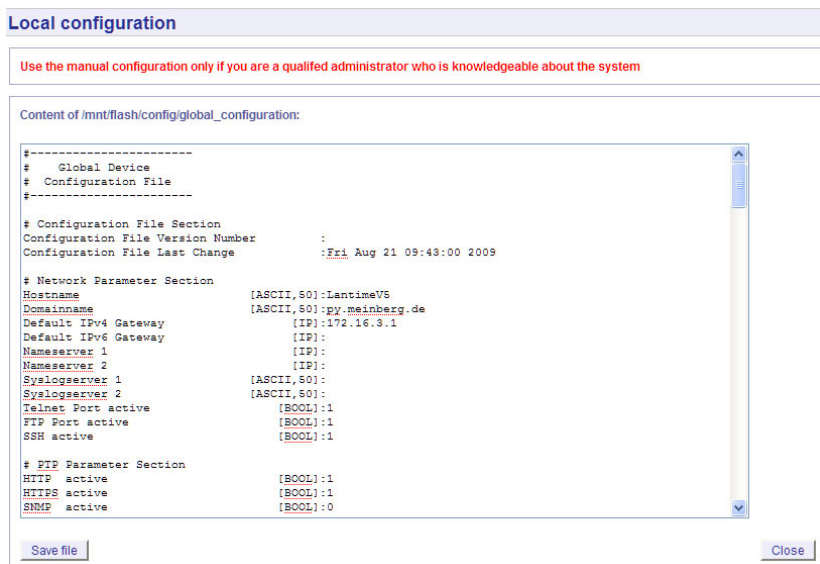 Local configuration
Use the manual configuration only if you are a qualifed administrator who is knowledgeable about the system
Content of /mnt/flash/config/global_configuration:
#-----------------------
#    Global Device
#  Configuration File
#-----------------------
# Configuration File Section
Configuration File Version Number         :
Configuration File Last Change            :Fri Aug 21 09:43:00 2009
# Network Parameter Section
Hostname                        [ASCII,50]:LantimeV5
Domainname                      [ASCII,50]:py.meinberg.de
Default IPv4 Gateway                  [IP]:172.16.3.1
Default IPv6 Gateway                  [IP]:
Nameserver 1                          [IP]:
Nameserver 2                          [IP]:
Syslogserver 1                  [ASCII,50]:
Syslogserver 2                  [ASCII,50]:
Telnet Port active                  [BOOL]:1
FTP Port active                     [BOOL]:1
SSH active                          [BOOL]:1
# PTP Parameter Section
HTTP  active                        [BOOL]:1
HTTPS active                        [BOOL]:1
SNMP  active                        [BOOL]:0
Save file
Close